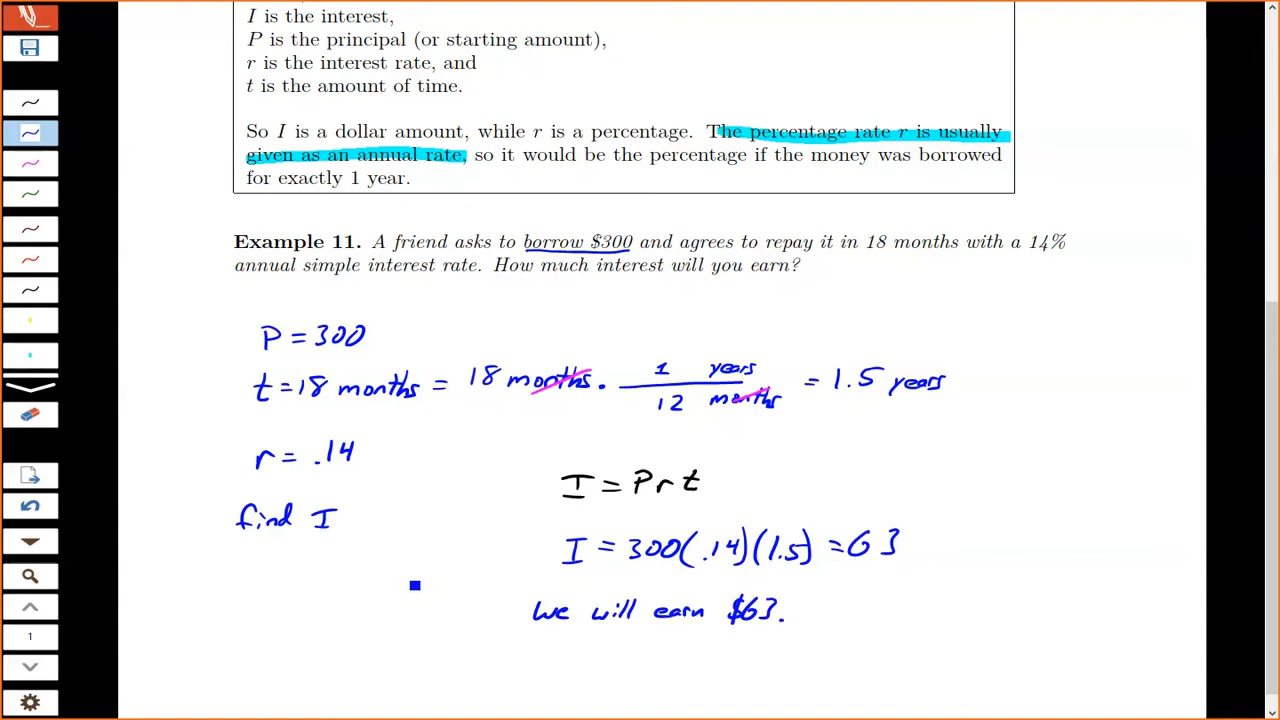 I is the interest,
P is the principal (or starting amount),
r is the interest rate, and
t is the amount of time.
So I is a dollar amount, while r is a percentage. The percentage rate r is usually
given as an annual rate, so it would be the percentage if the money was borrowed
for exactly 1 year.
Example 11. A friend asks to borrow $300 and agrees to repay it in 18 months with a 14%
annual simple interest rate. How much interest will you earn?
P = 300
t = 18 months = 18 months · 1 years / 12 months = 1.5 years
r = .14
I = Prt
find I
I = 300(.14)(1.5) = 63
We will earn $63.
1